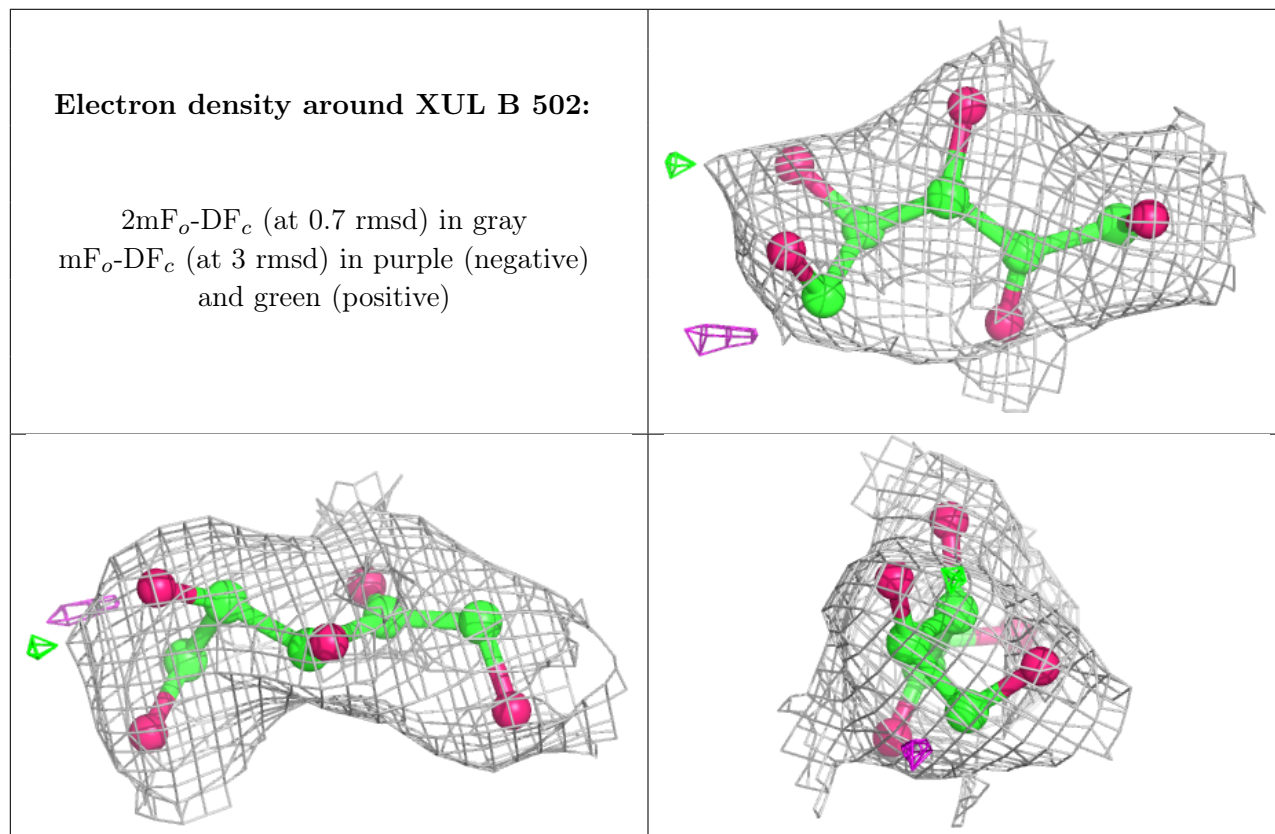 Electron density around XUL B 502:
2mFo-DFc (at 0.7 rmsd) in gray
mFo-DFc (at 3 rmsd) in purple (negative)
and green (positive)